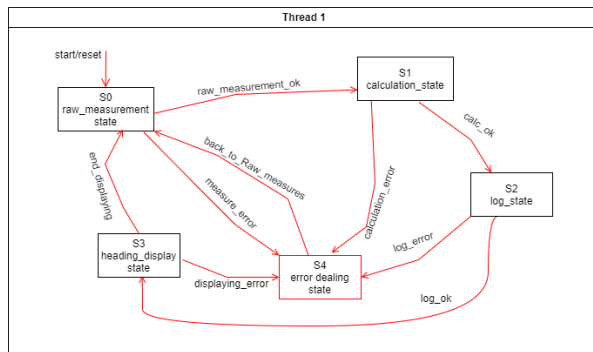 Thread 1
start/reset
S0
raw_measurement
state
raw_measurement_ok
S1
calculation_state
calc_ok
end_displaying
back_to_Raw_measures
measure_error
calculation_error
S2
log_state
S3
heading_display
state
displaying_error
S4
error dealing
state
log_error
log_ok